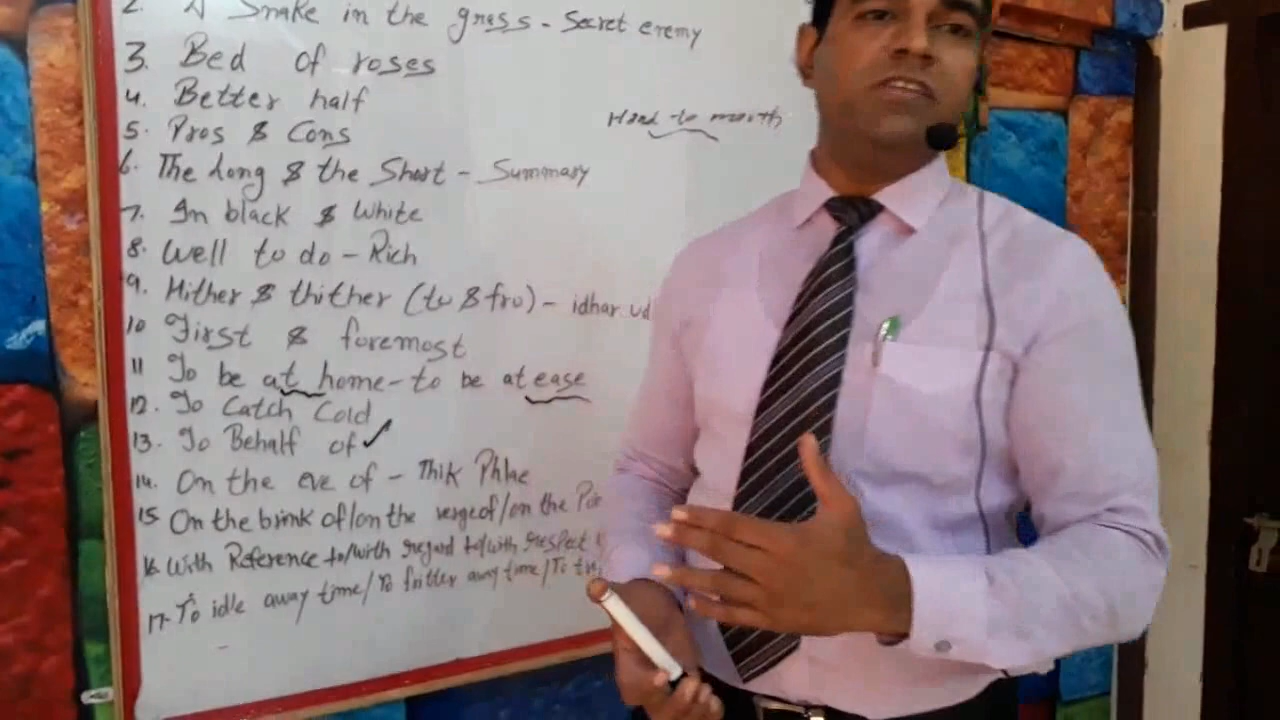 2. A Snake in the grass - Secret enemy
3. Bed of roses
4. Better half
Hand to mouth
5. Pros & Cons
6. The Long & the Short - Summary
7. In black & White
8. Well to do - Rich
9. Hither & thither (to & fro) - idhar ud
10 First & foremost
11 To be at home - to be at ease
12. To Catch Cold
13. To Behalf of ✓
14. On the eve of - Thik Phlae
15 On the brink of/on the verge of/on the
16. With Reference to/with regard to/with respect
17. To idle away time/To fritter away time/To